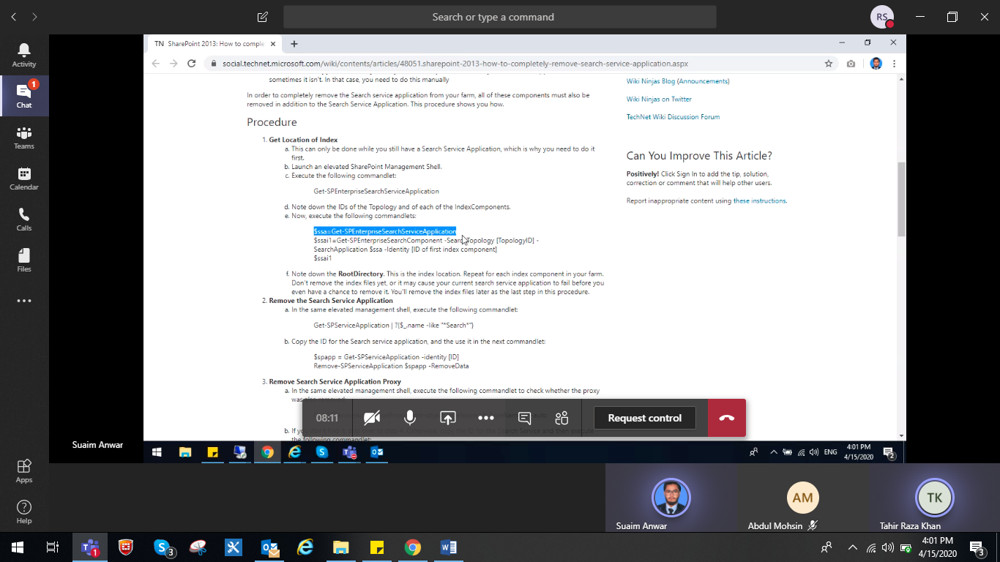 Search or type a command
RS
Activity
1
Chat
Teams
Calendar
Calls
Files
Apps
Help
TN SharePoint 2013: How to comple
social.technet.microsoft.com/wiki/contents/articles/48051.sharepoint-2013-how-to-completely-remove-search-service-application.aspx
sometimes it isn't. In that case, you need to do this manually
In order to completely remove the Search service application from your farm, all of these components must also be
removed in addition to the Search Service Application. This procedure shows you how.
Procedure
1. Get Location of Index
a. This can only be done while you still have a Search Service Application, which is why you need to do it
first.
b. Launch an elevated SharePoint Management Shell.
c. Execute the following commandlet:
Get-SPEnterpriseSearchServiceApplication
d. Note down the IDs of the Topology and of each of the IndexComponents.
e. Now, execute the following commandlets:
$ssa=Get-SPEnterpriseSearchServiceApplication
$ssai1=Get-SPEnterpriseSearchComponent -SearchTopology [TopologyID] -
SearchApplication $ssa -Identity [ID of first index component]
$ssai1
f. Note down the RootDirectory. This is the index location. Repeat for each index component in your farm.
Don't remove the index files yet, or it may cause your current search service application to fail before you
even have a chance to remove it. You'll remove the index files later as the last step in this procedure.
2. Remove the Search Service Application
a. In the same elevated management shell, execute the following commandlet:
Get-SPServiceApplication | ?{$_.name -like "*Search*"}
b. Copy the ID for the Search service application, and the use it in the next commandlet:
$spapp = Get-SPServiceApplication -identity [ID]
Remove-SPServiceApplication $spapp -RemoveData
3. Remove Search Service Application Proxy
a. In the same elevated management shell, execute the following commandlet to check whether the proxy
was also removed:
b. If
the following commandlet:
Wiki Ninjas Blog (Announcements)
Wiki Ninjas on Twitter
TechNet Wiki Discussion Forum
Can You Improve This Article?
Positively! Click Sign In to add the tip, solution,
correction or comment that will help other users.
Report inappropriate content using these instructions.
08:11
Request control
Suaim Anwar
ENG
4:01 PM
4/15/2020
2
Suaim Anwar
AM
Abdul Mohsin
TK
Tahir Raza Khan
1
3
4:01 PM
4/15/2020
3